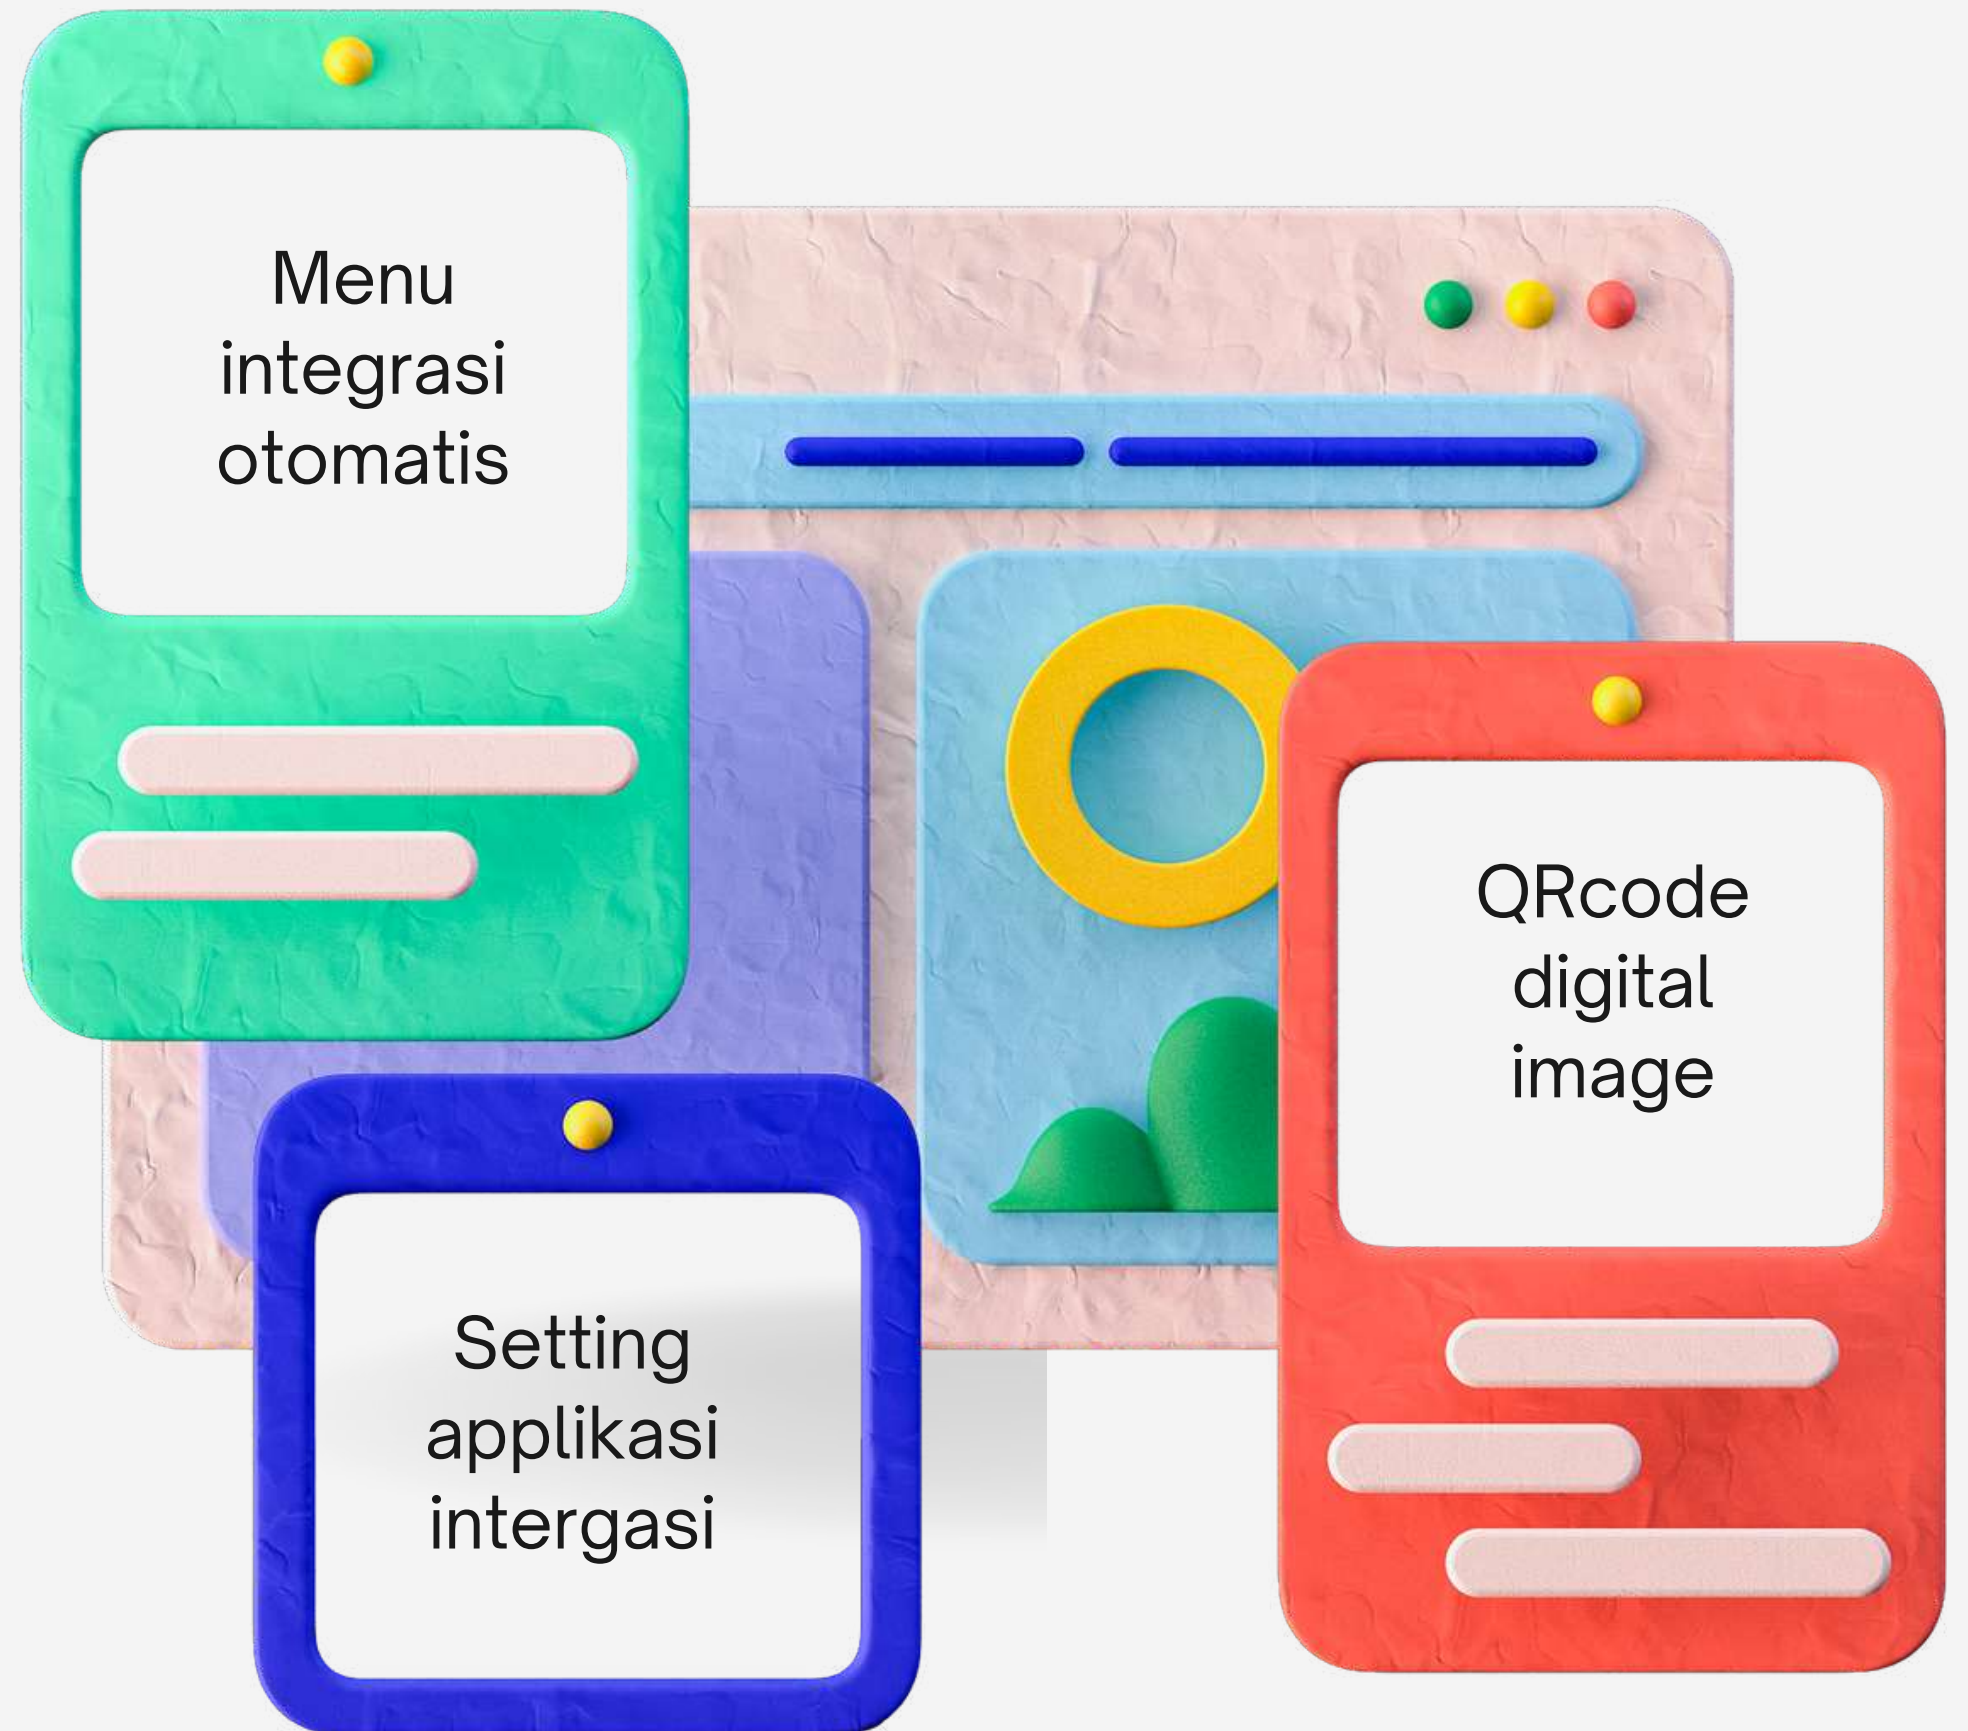 Menu
integrasi
otomatis
QRcode
digital
image
Setting
applikasi
intergasi